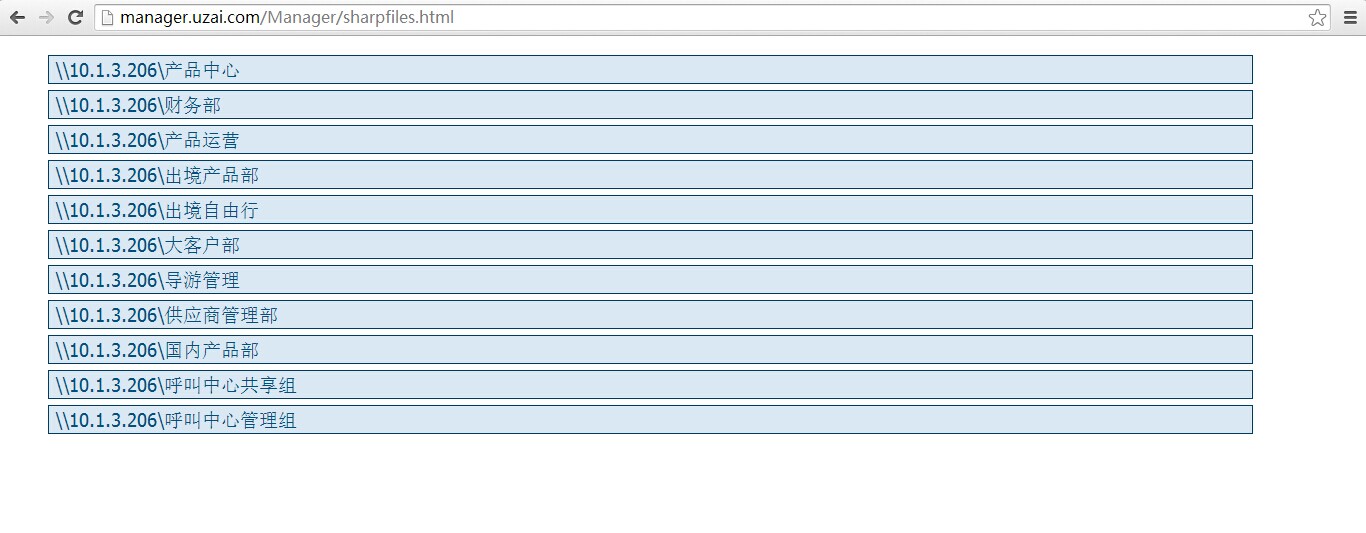 manager.uzai.com/Manager/sharpfiles.html
\\10.1.3.206\产品中心
\\10.1.3.206\财务部
\\10.1.3.206\产品运营
\\10.1.3.206\出境产品部
\\10.1.3.206\出境自由行
\\10.1.3.206\大客户部
\\10.1.3.206\导游管理
\\10.1.3.206\供应商管理部
\\10.1.3.206\国内产品部
\\10.1.3.206\呼叫中心共享组
\\10.1.3.206\呼叫中心管理组